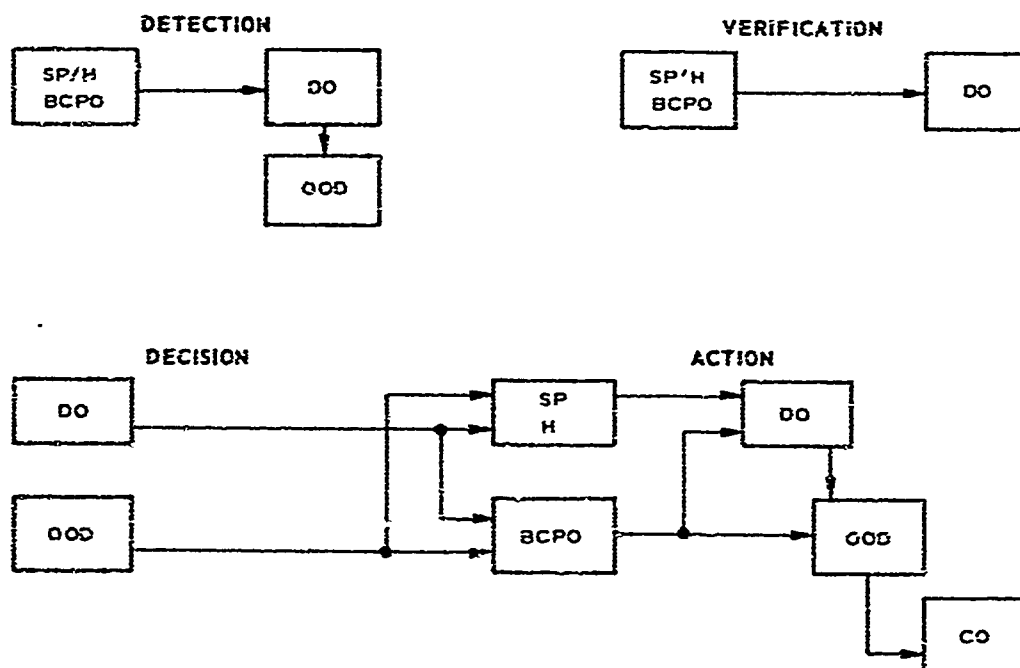 DETECTION
SP/H
BCPO
DO
OOD
VERIFICATION
SP'H
BCPO
DO
DECISION
DO
OOD
SP
H
BCPO
ACTION
DO
OOD
CO